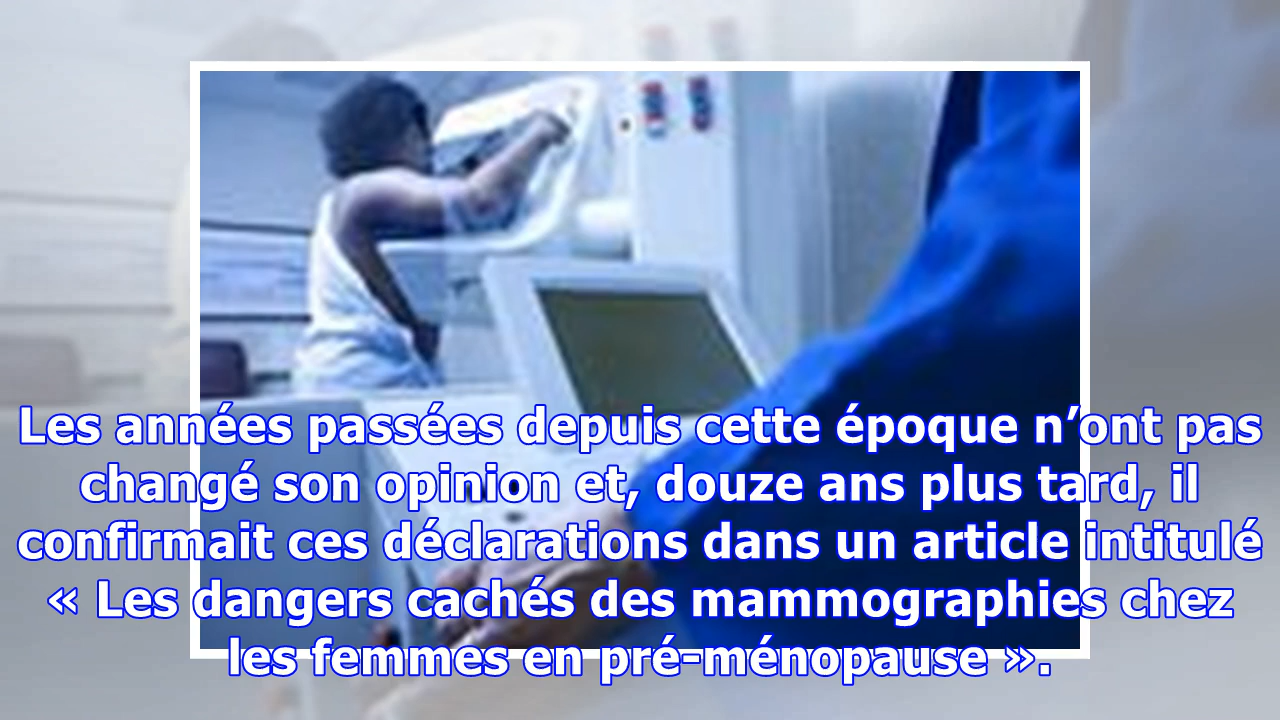 Les années passées depuis cette époque n’ont pas
changé son opinion et, douze ans plus tard, il
confirmait ces déclarations dans un article intitulé
« Les dangers cachés des mammographies chez
les femmes en pré-ménopause ».